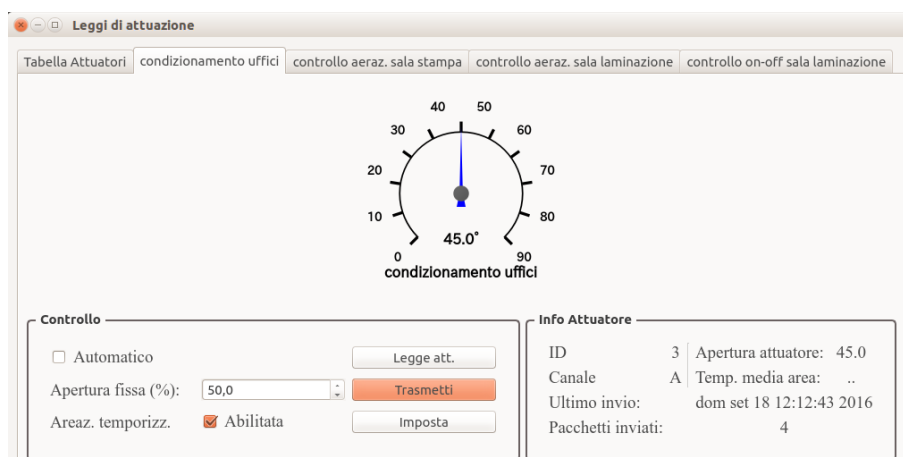 Leggi di attuazione
Tabella Attuatori condizionamento uffici controllo aeraz. sala stampa controllo aeraz. sala laminazione controllo on-off sala laminazione
40 50
30 60
20 70
10 80
45.0°
0 90
condizionamento uffici
Controllo
Automatico Legge att.
Apertura fissa (%): 50,0 Trasmetti
Areaz. temporizz. Abilitata Imposta
Info Attuatore
ID 3 Apertura attuatore: 45.0
Canale A Temp. media area: ..
Ultimo invio: dom set 18 12:12:43 2016
Pacchetti inviati: 4